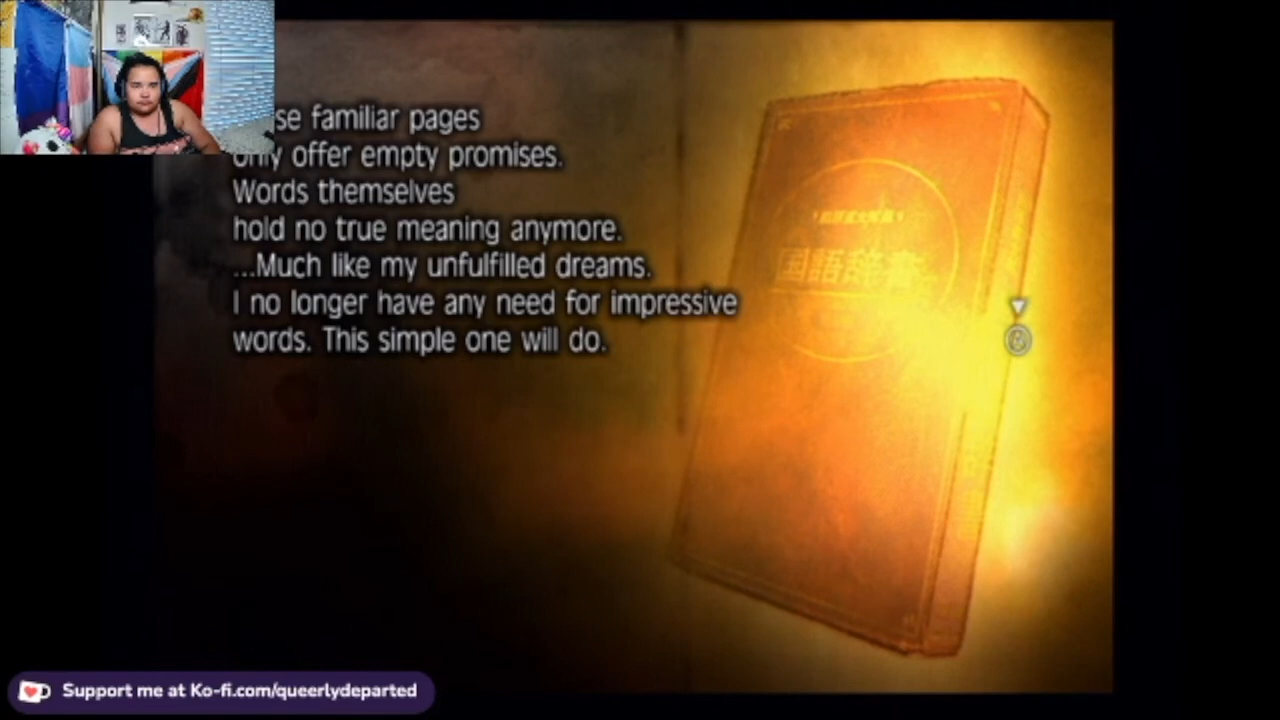 se familiar pages
only offer empty promises.
Words themselves
hold no true meaning anymore.
...Much like my unfulfilled dreams.
I no longer have any need for impressive
words. This simple one will do.
国語辞典
Support me at Ko-fi.com/queerlydeparted